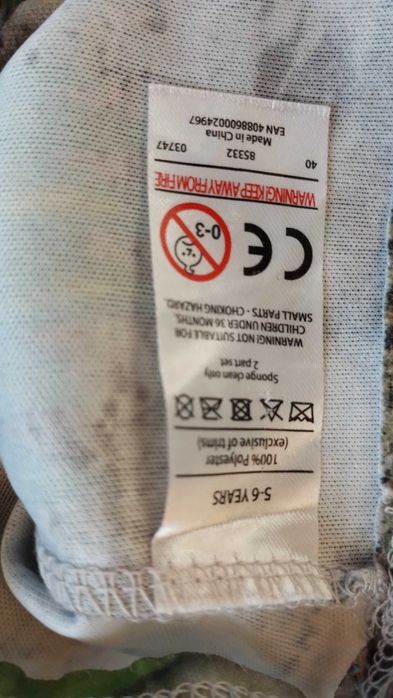 5-6 YEARS
100% Polyester
(exclusive of trims)
Sponge clean only
2 part set
WARNING! NOT SUITABLE FOR
CHILDREN UNDER 36 MONTHS.
SMALL PARTS - CHOKING HAZARD.
CE 0-3
WARNING! KEEP AWAY FROM FIRE
40 85332 03747
Made in China
EAN 4088600024967